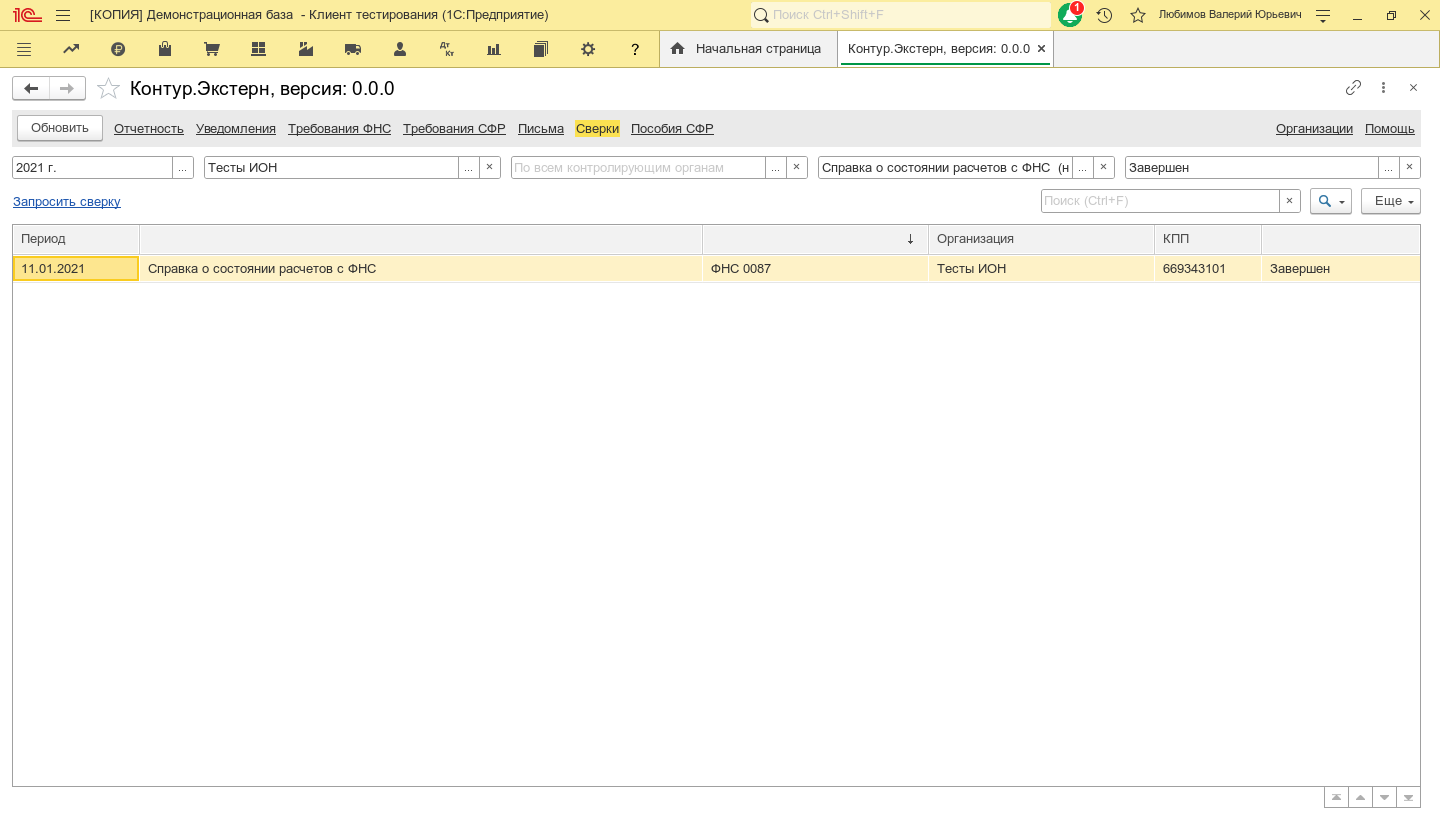 1С [КОПИЯ] Демонстрационная база - Клиент тестирования (1С:Предприятие) Поиск Ctrl+Shift+F 1 Любимов Валерий Юрьевич
Дт Кт ? Начальная страница Контур.Экстерн, версия: 0.0.0 ×
Контур.Экстерн, версия: 0.0.0
Обновить Отчетность Уведомления Требования ФНС Требования СФР Письма Сверки Пособия СФР Организации Помощь
2021 г. ... Тесты ИОН ... × По всем контролирующим органам ... × Справка о состоянии расчетов с ФНС (н ... × Завершен ... ×
Запросить сверку Поиск (Ctrl+F) × Еще
Период ↓ Организация КПП
11.01.2021 Справка о состоянии расчетов с ФНС ФНС 0087 Тесты ИОН 669343101 Завершен